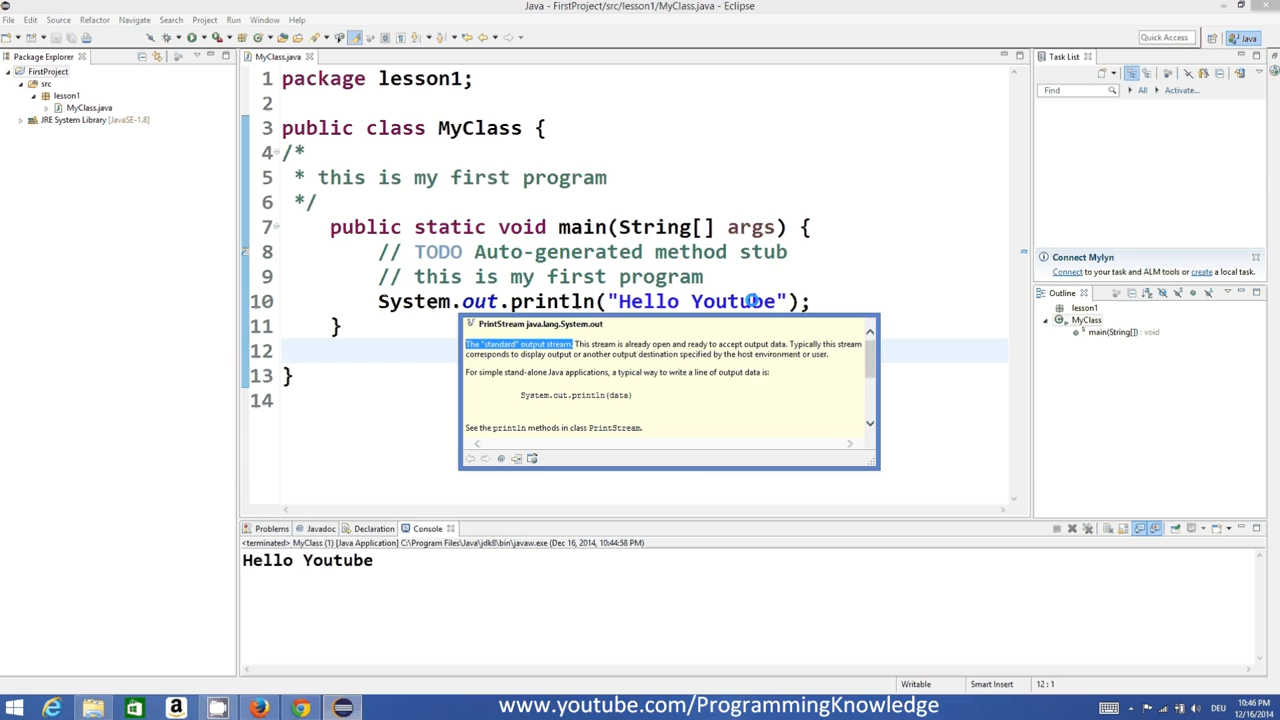 Java - FirstProject/src/lesson1/MyClass.java - Eclipse
File Edit Source Refactor Navigate Search Project Run Window Help
Quick Access
Java
Package Explorer
FirstProject
src
lesson1
MyClass.java
JRE System Library [JavaSE-1.8]
MyClass.java
1 package lesson1;
2
3 public class MyClass {
4 /*
5 * this is my first program
6 */
7 public static void main(String[] args) {
8 // TODO Auto-generated method stub
9 // this is my first program
10 System.out.println("Hello Youtube");
11 }
12
13 }
14
PrintStream java.lang.System.out
The "standard" output stream. This stream is already open and ready to accept output data. Typically this stream
corresponds to display output or another output destination specified by the host environment or user.
For simple stand-alone Java applications, a typical way to write a line of output data is:
System.out.println(data)
See the println methods in class PrintStream.
Task List
Find
All
Activate...
Connect Mylyn
Connect to your task and ALM tools or create a local task.
Outline
lesson1
MyClass
main(String[]) : void
Problems Javadoc Declaration Console
<terminated> MyClass (1) [Java Application] C:\Program Files\Java\jdk8\bin\javaw.exe (Dec 16, 2014, 10:44:58 PM)
Hello Youtube
Writable
Smart Insert
12 : 1
www.youtube.com/ProgrammingKnowledge
DEU
10:46 PM
12/16/2014